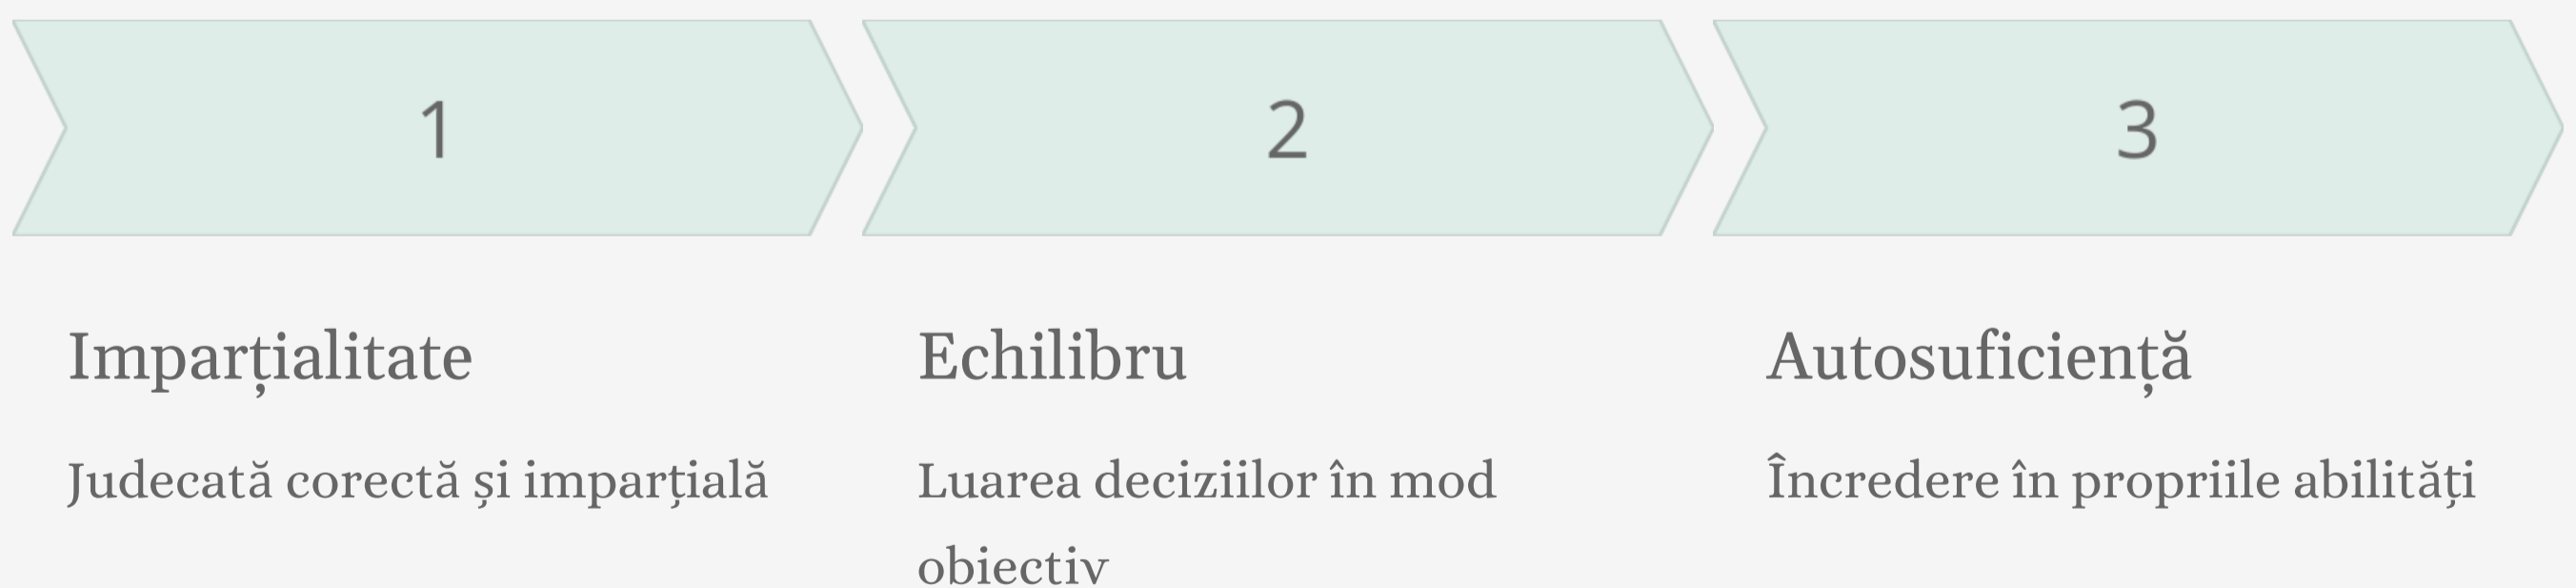 1
2
3
Imparțialitate
Judecată corectă și imparțială
Echilibru
Luarea deciziilor în mod
obiectiv
Autosuficiență
Încredere în propriile abilități